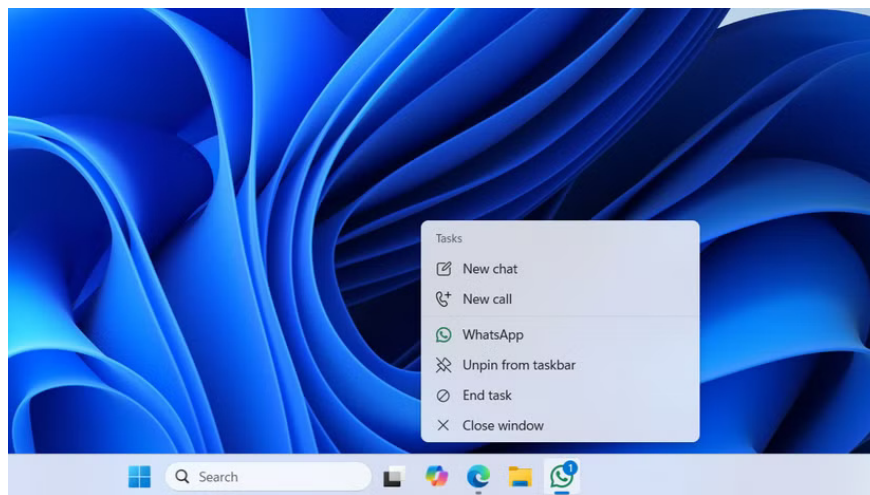 Tasks
New chat
New call
WhatsApp
Unpin from taskbar
End task
Close window
Search
1